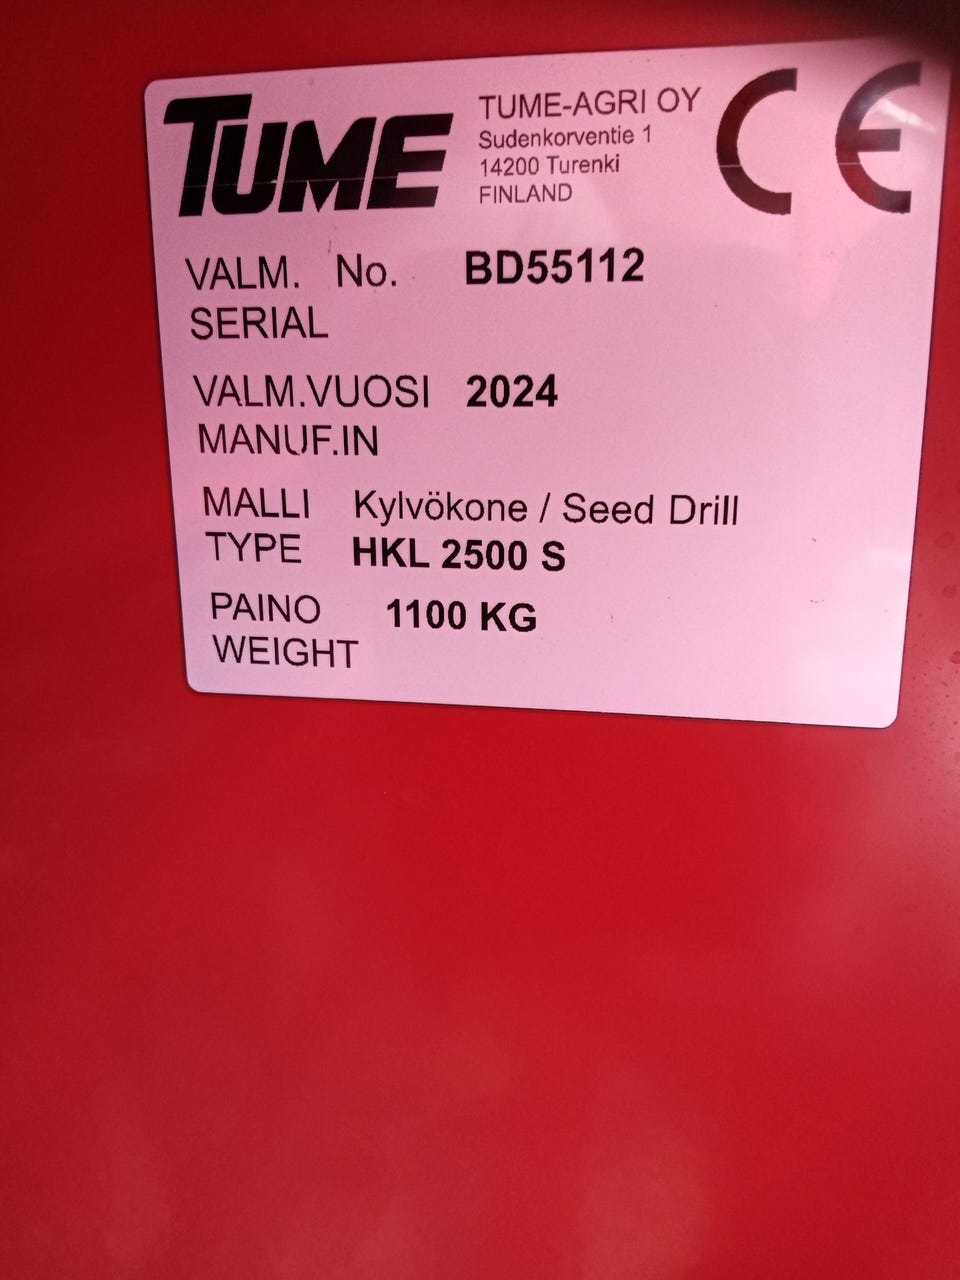 TUME
TUME-AGRI OY
Sudenkorventie 1
14200 Turenki
FINLAND
CE
VALM. No. BD55112
SERIAL
VALM.VUOSI 2024
MANUF.IN
MALLI Kylvökone / Seed Drill
TYPE HKL 2500 S
PAINO 1100 KG
WEIGHT